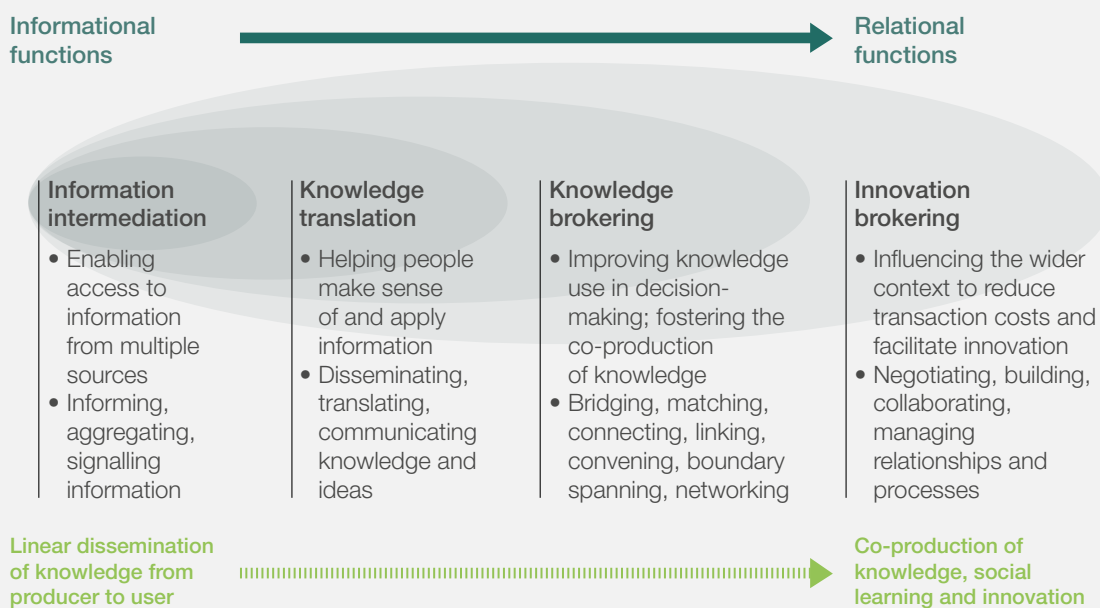 Informational
functions
Relational
functions
Information
intermediation
• Enabling
access to
information
from multiple
sources
• Informing,
aggregating,
signalling
information
Knowledge
translation
• Helping people
make sense
of and apply
information
• Disseminating,
translating,
communicating
knowledge and
ideas
Knowledge
brokering
• Improving knowledge
use in decision-
making; fostering the
co-production
of knowledge
• Bridging, matching,
connecting, linking,
convening, boundary
spanning, networking
Innovation
brokering
• Influencing the wider
context to reduce
transaction costs and
facilitate innovation
• Negotiating, building,
collaborating,
managing
relationships and
processes
Linear dissemination
of knowledge from
producer to user
Co-production of
knowledge, social
learning and innovation